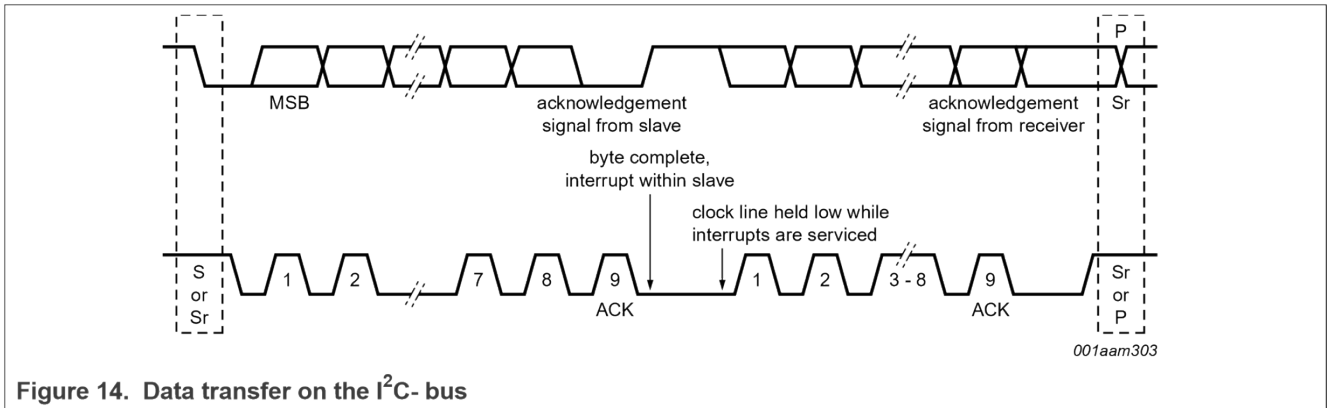 P
MSB
acknowledgement
signal from slave
acknowledgement
signal from receiver
Sr
byte complete,
interrupt within slave
clock line held low while
interrupts are serviced
S
or
Sr
1
2
7
8
9
ACK
1
2
3 - 8
9
ACK
Sr
or
P
001aam303
Figure 14. Data transfer on the I²C- bus